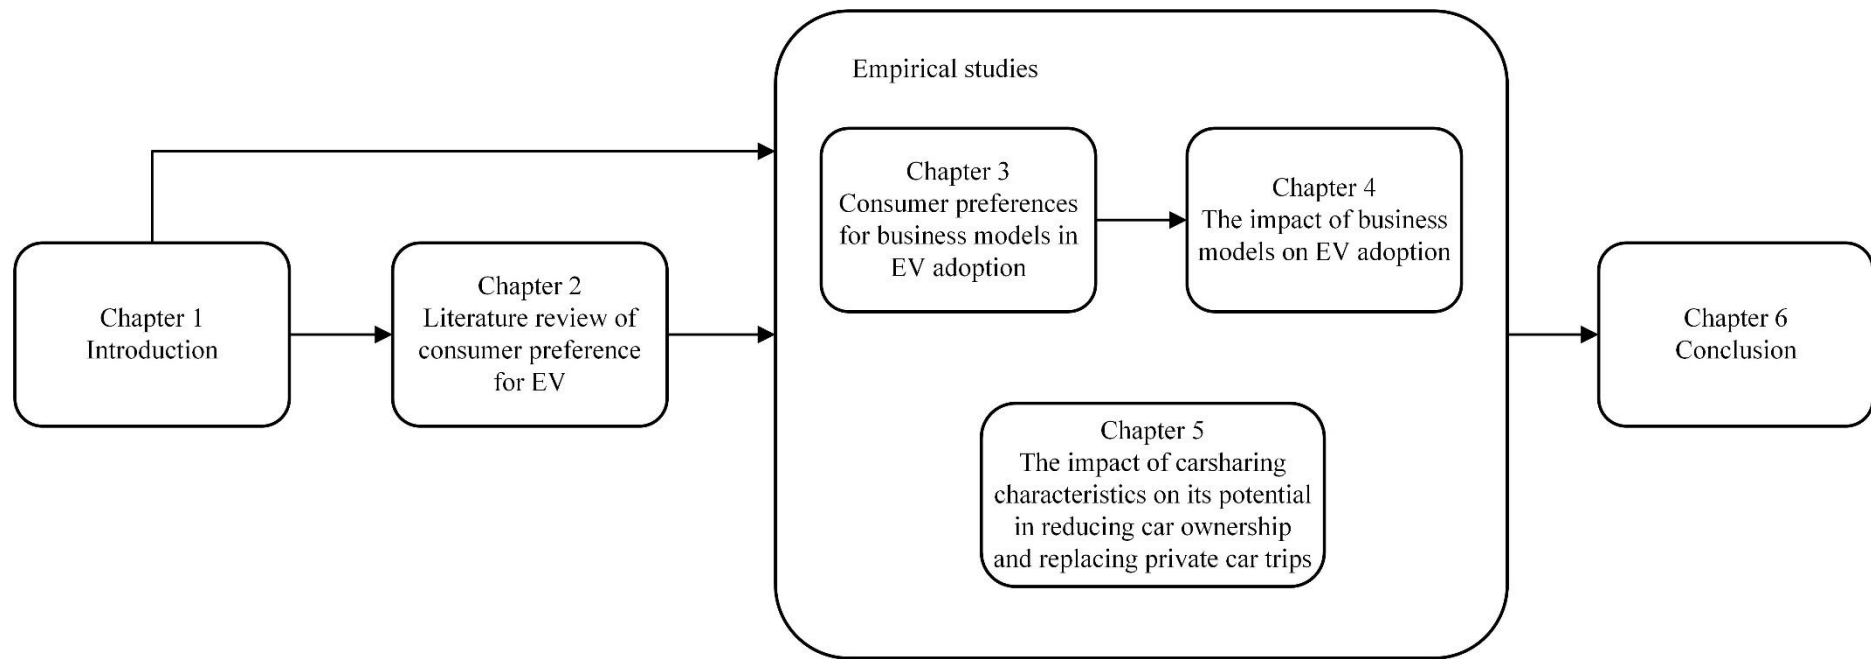 Chapter 1
Introduction
Chapter 2
Literature review of
consumer preference
for EV
Empirical studies
Chapter 3
Consumer preferences
for business models in
EV adoption
Chapter 4
The impact of business
models on EV adoption
Chapter 5
The impact of carsharing
characteristics on its potential
in reducing car ownership
and replacing private car trips
Chapter 6
Conclusion